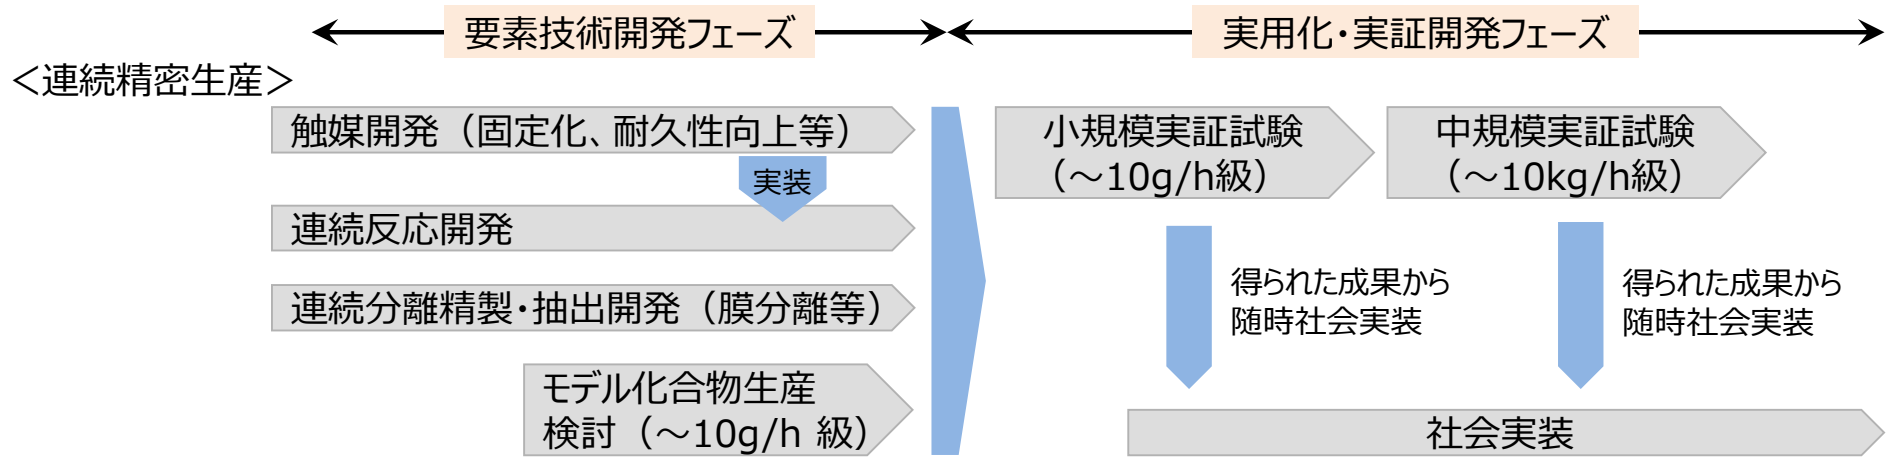 要素技術開発フェーズ
実用化・実証開発フェーズ
＜連続精密生産＞
触媒開発（固定化、耐久性向上等）
実装
連続反応開発
連続分離精製・抽出開発（膜分離等）
モデル化合物生産
検討（～10g/h 級）
小規模実証試験
（～10g/h級）
中規模実証試験
（～10kg/h級）
得られた成果から
随時社会実装
得られた成果から
随時社会実装
社会実装